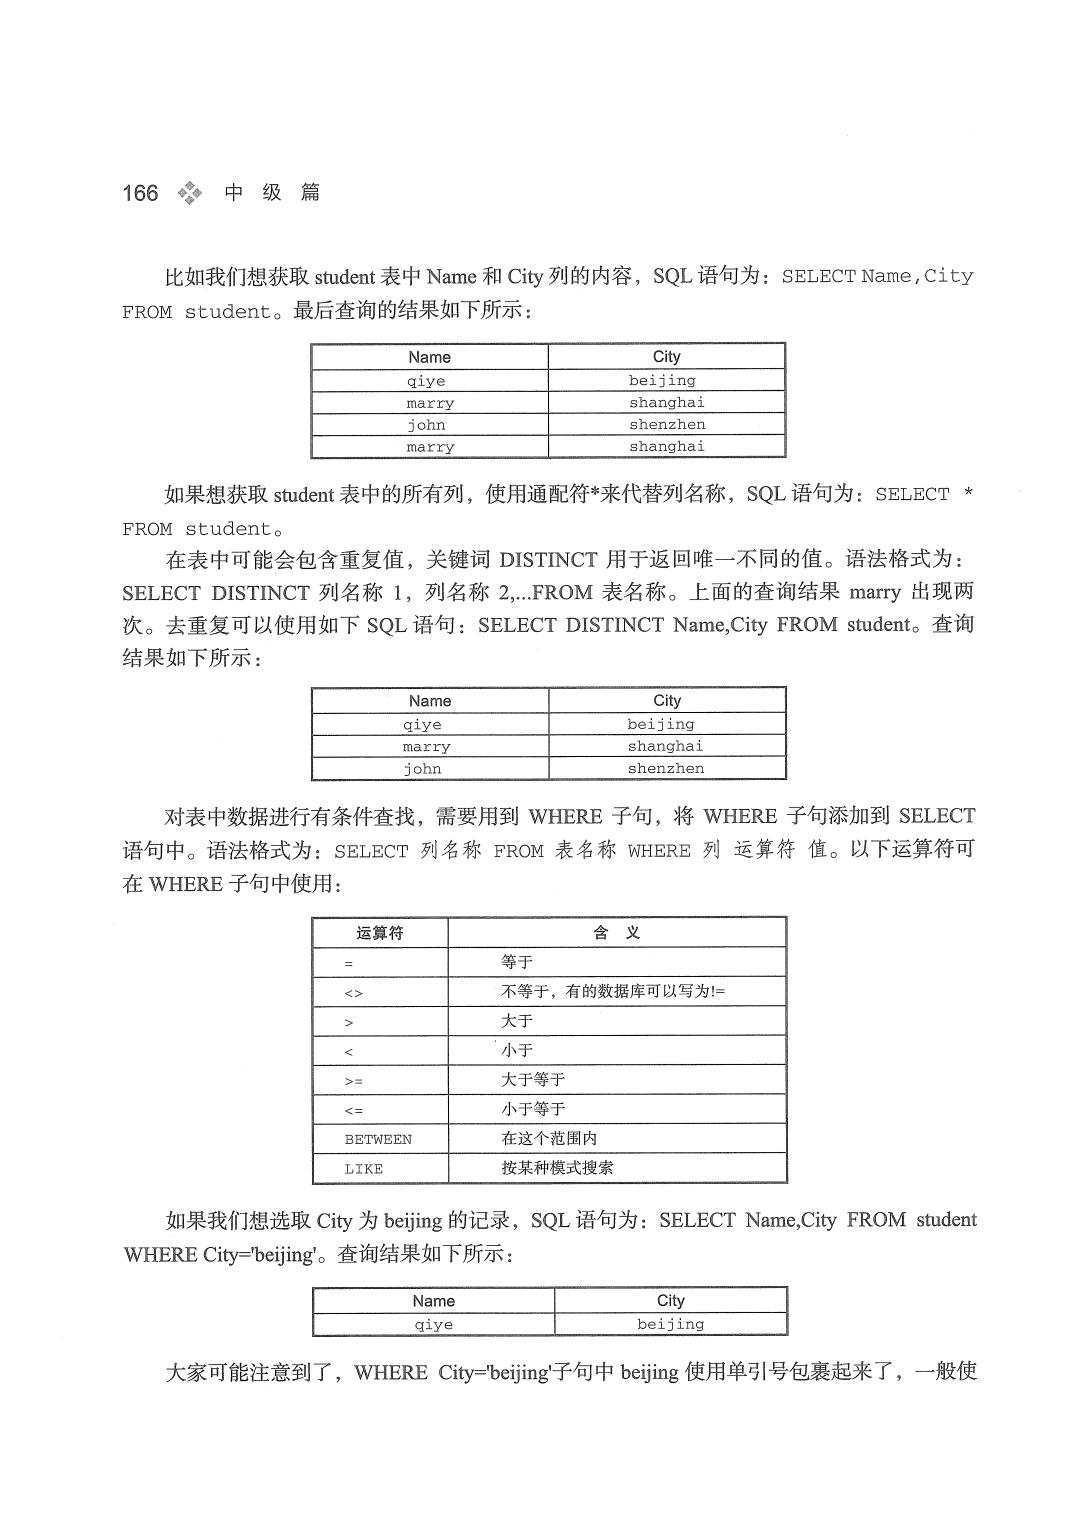 166 中 级 篇
比如我们想获取 student 表中 Name 和 City 列的内容，SQL 语句为：SELECT Name,City
FROM student。最后查询的结果如下所示：
Name City
qiye beijing
marry shanghai
john shenzhen
marry shanghai
如果想获取 student 表中的所有列，使用通配符*来代替列名称，SQL 语句为：SELECT *
FROM student。
在表中可能会包含重复值，关键词 DISTINCT 用于返回唯一不同的值。语法格式为：
SELECT DISTINCT 列名称 1，列名称 2,...FROM 表名称。上面的查询结果 marry 出现两
次。去重复可以使用如下 SQL 语句：SELECT DISTINCT Name,City FROM student。查询
结果如下所示：
Name City
qiye beijing
marry shanghai
john shenzhen
对表中数据进行有条件查找，需要用到 WHERE 子句，将 WHERE 子句添加到 SELECT
语句中。语法格式为：SELECT 列名称 FROM 表名称 WHERE 列 运算符 值。以下运算符可
在 WHERE 子句中使用：
运算符 含 义
= 等于
<> 不等于，有的数据库可以写为!=
> 大于
< 小于
>= 大于等于
<= 小于等于
BETWEEN 在这个范围内
LIKE 按某种模式搜索
如果我们想选取 City 为 beijing 的记录，SQL 语句为：SELECT Name,City FROM student
WHERE City='beijing'。查询结果如下所示：
Name City
qiye beijing
大家可能注意到了，WHERE City='beijing'子句中 beijing 使用单引号包裹起来了，一般使